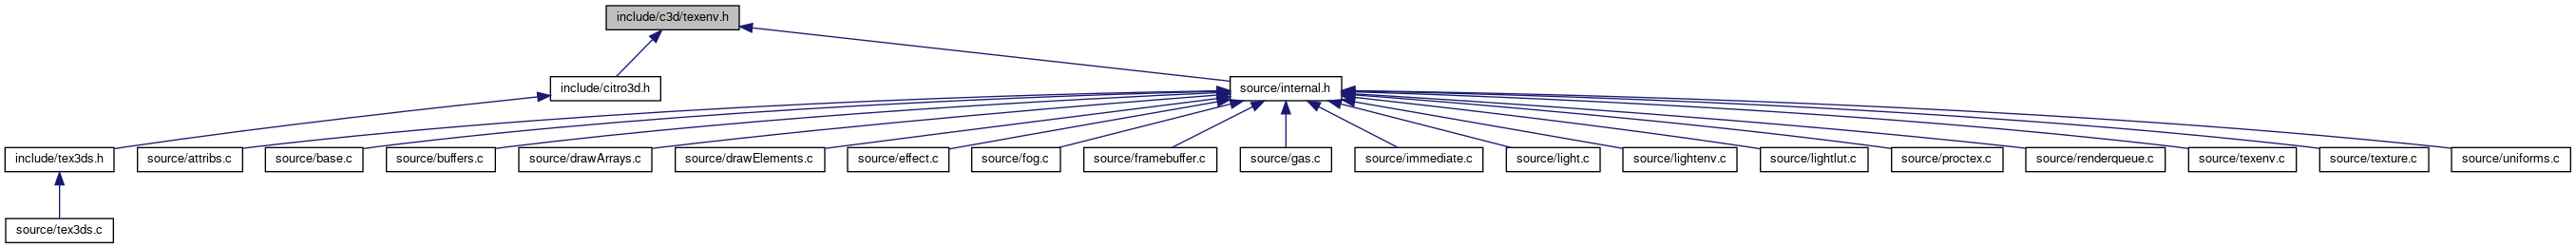 include/c3d/texenv.h
include/citro3d.h
source/internal.h
include/tex3ds.h
source/attribs.c
source/base.c
source/buffers.c
source/drawArrays.c
source/drawElements.c
source/effect.c
source/fog.c
source/framebuffer.c
source/gas.c
source/immediate.c
source/light.c
source/lightenv.c
source/lightlut.c
source/proctex.c
source/renderqueue.c
source/texenv.c
source/texture.c
source/uniforms.c
source/tex3ds.c